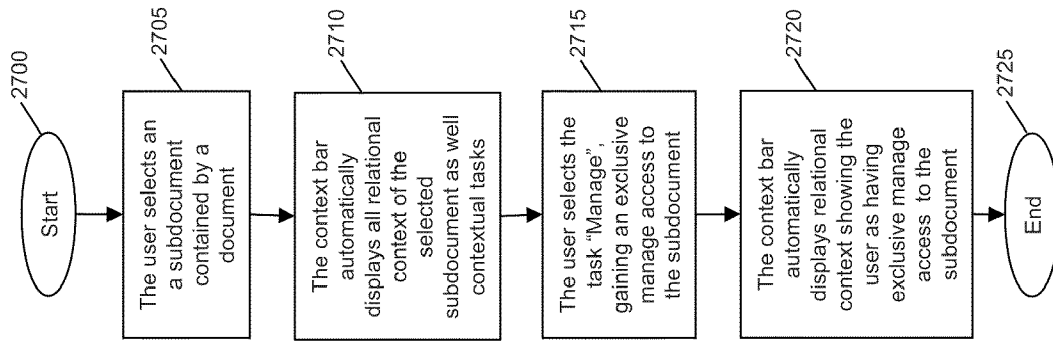 2700
Start
2705
The user selects an
a subdocument
contained by a
document
2710
The context bar
automatically
displays all relational
context of the
selected
subdocument as well
contextual tasks
2715
The user selects the
task “Manage”,
gaining an exclusive
manage access to
the subdocument
2720
The context bar
automatically
displays relational
context showing the
user as having
exclusive manage
access to the
subdocument
2725
End